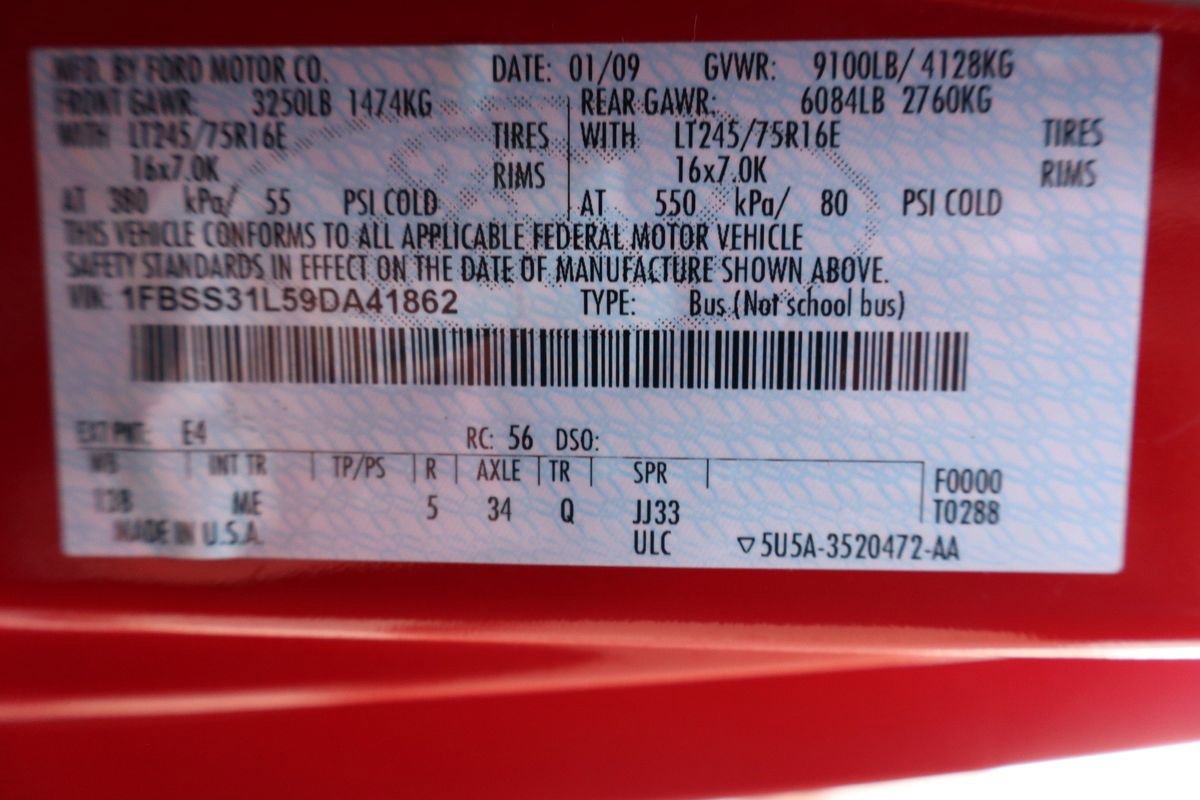 MFD. BY FORD MOTOR CO. DATE: 01/09 GVWR: 9100LB/ 4128KG
FRONT GAWR: 3250LB 1474KG REAR GAWR: 6084LB 2760KG
WITH LT245/75R16E TIRES WITH LT245/75R16E TIRES
16x7.0K RIMS 16x7.0K RIMS
AT 380 kPa/ 55 PSI COLD AT 550 kPa/ 80 PSI COLD
THIS VEHICLE CONFORMS TO ALL APPLICABLE FEDERAL MOTOR VEHICLE
SAFETY STANDARDS IN EFFECT ON THE DATE OF MANUFACTURE SHOWN ABOVE.
VIN: 1FBSS31L59DA41862 TYPE: Bus (Not school bus)
EXT PNT: E4 RC: 56 DSO:
WB INT TR TP/PS R AXLE TR SPR F0000
138 ME 5 34 Q JJ33 T0288
MADE IN U.S.A. ULC ▽5U5A-3520472-AA